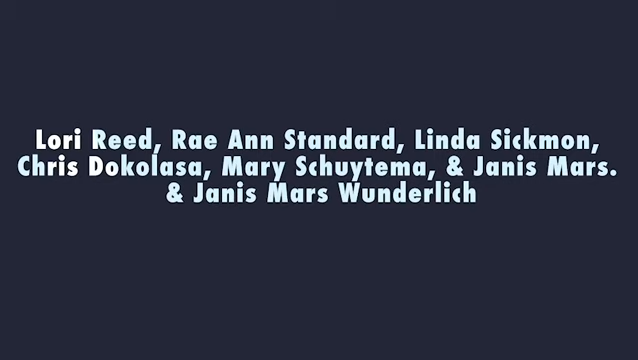 Lori Reed, Rae Ann Standard, Linda Sickmon,
Chris Dokolasa, Mary Schuytema, & Janis Mars.
& Janis Mars Wunderlich